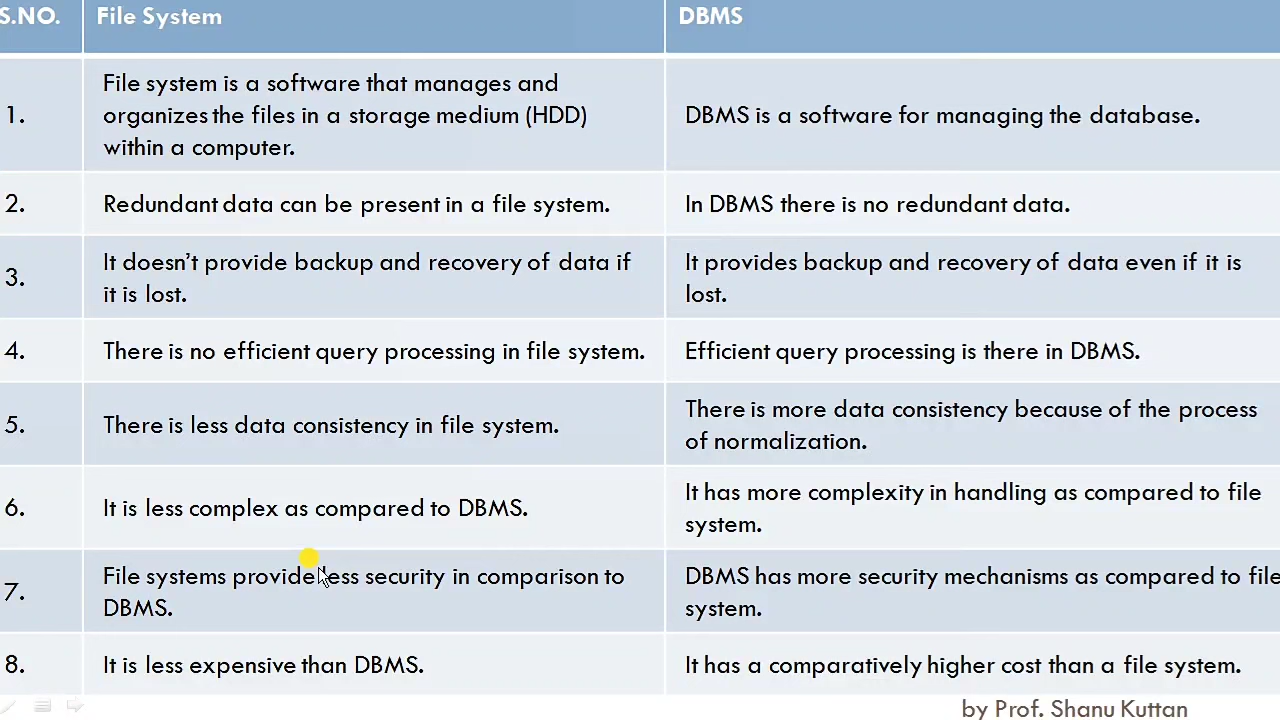 S.NO. File System DBMS
1. File system is a software that manages and
organizes the files in a storage medium (HDD)
within a computer.
DBMS is a software for managing the database.
2. Redundant data can be present in a file system.
In DBMS there is no redundant data.
3. It doesn’t provide backup and recovery of data if
it is lost.
It provides backup and recovery of data even if it is
lost.
4. There is no efficient query processing in file system.
Efficient query processing is there in DBMS.
5. There is less data consistency in file system.
There is more data consistency because of the process
of normalization.
6. It is less complex as compared to DBMS.
It has more complexity in handling as compared to file
system.
7. File systems provide less security in comparison to
DBMS.
DBMS has more security mechanisms as compared to file
system.
8. It is less expensive than DBMS.
It has a comparatively higher cost than a file system.
by Prof. Shanu Kuttan